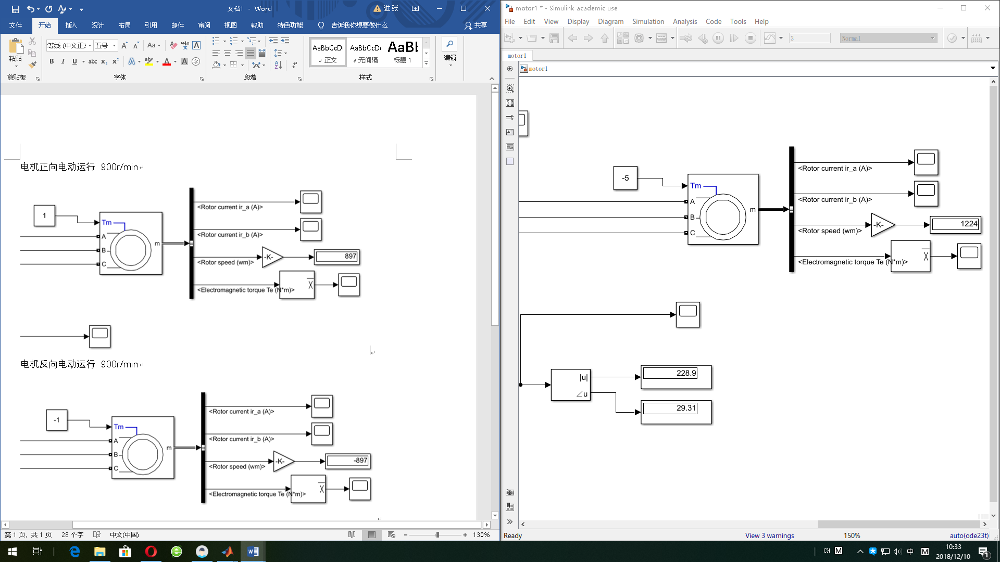 文档1 - Word
进 张
文件 开始 插入 设计 布局 引用 邮件 审阅 视图 帮助 特色功能 告诉我你想要做什么 共享
粘贴
剪贴板
等线 (中文正文 五号
字体
段落
AaBbCcDd AaBbCcDd AaBb
正文 无间隔 标题 1
样式
编辑
电机正向电动运行 900r/min
1
Tm
A
B
C
m
<Rotor current ir_a (A)>
<Rotor current ir_b (A)>
<Rotor speed (wm)>
-K-
897
<Electromagnetic torque Te (N*m)>
电机反向电动运行 900r/min
-1
Tm
A
B
C
m
<Rotor current ir_a (A)>
<Rotor current ir_b (A)>
<Rotor speed (wm)>
-K-
-897
<Electromagnetic torque Te (N*m)>
第 1 页, 共 1 页 28 个字 中文(中国) 130%
motor1 * - Simulink academic use
File Edit View Display Diagram Simulation Analysis Code Tools Help
3 Normal
motor1
motor1
-5
Tm
A
B
C
m
<Rotor current ir_a (A)>
<Rotor current ir_b (A)>
<Rotor speed (wm)>
-K-
1224
<Electromagnetic torque Te (N*m)>
|u|
∠u
228.9
29.31
Ready View 3 warnings 150% auto(ode23t)
CH M 中 M
10:33
2018/12/10
1